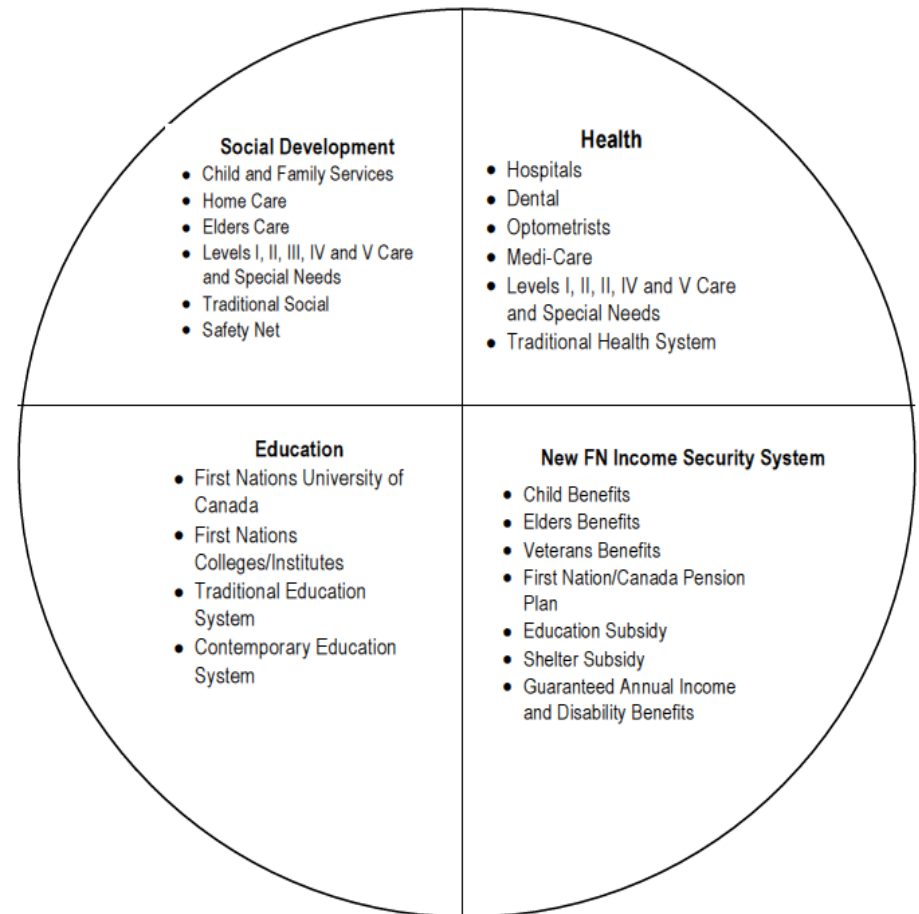 Social Development
• Child and Family Services
• Home Care
• Elders Care
• Levels I, II, III, IV and V Care
and Special Needs
• Traditional Social
• Safety Net
Health
• Hospitals
• Dental
• Optometrists
• Medi-Care
• Levels I, II, II, IV and V Care
and Special Needs
• Traditional Health System
Education
• First Nations University of
Canada
• First Nations
Colleges/Institutes
• Traditional Education
System
• Contemporary Education
System
New FN Income Security System
• Child Benefits
• Elders Benefits
• Veterans Benefits
• First Nation/Canada Pension
Plan
• Education Subsidy
• Shelter Subsidy
• Guaranteed Annual Income
and Disability Benefits